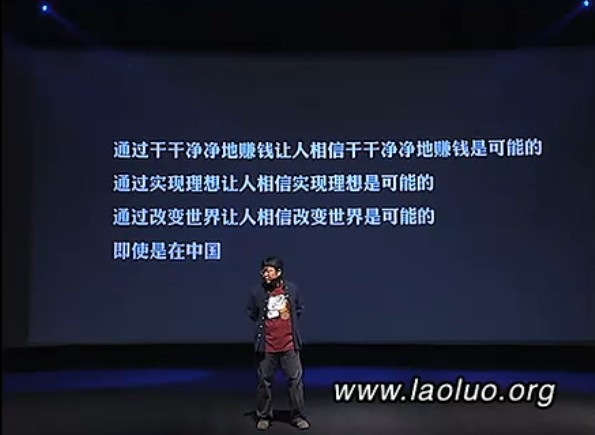 通过干干净净地赚钱让人相信干干净净地赚钱是可能的
通过实现理想让人相信实现理想是可能的
通过改变世界让人相信改变世界是可能的
即使是在中国
www.laoluo.org